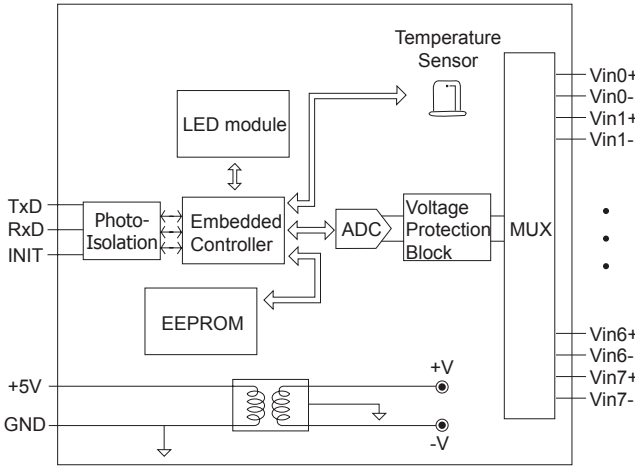 Temperature
Sensor
LED module
Vin0+
Vin0-
Vin1+
Vin1-
TxD
RxD
INIT
Photo-
Isolation
Embedded
Controller
ADC
Voltage
Protection
Block
MUX
EEPROM
Vin6+
Vin6-
Vin7+
Vin7-
+5V
GND
+V
-V